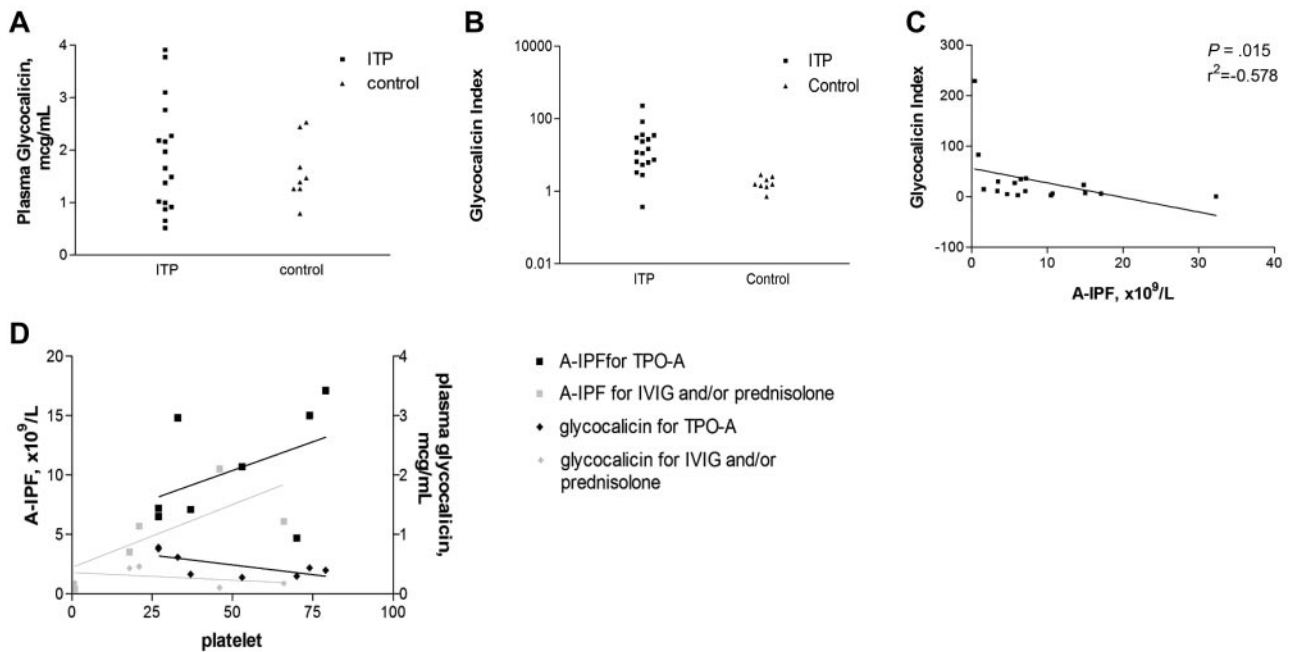 A
Plasma Glycocalicin,
mcg/mL
4
3
2
1
0
ITP
control
ITP
control
B
Glycocalicin Index
10000
100
1
0.01
ITP
Control
ITP
Control
C
Glycocalicin Index
300
200
100
0
-100
P = .015
r²=-0.578
0
10
20
30
40
A-IPF, x10⁹/L
D
A-IPF, x10⁹/L
20
15
10
5
0
plasma glycocalicin,
mcg/mL
4
3
2
1
0
0
25
50
75
100
platelet
A-IPFfor TPO-A
A-IPF for IVIG and/or prednisolone
glycocalicin for TPO-A
glycocalicin for IVIG and/or
prednisolone